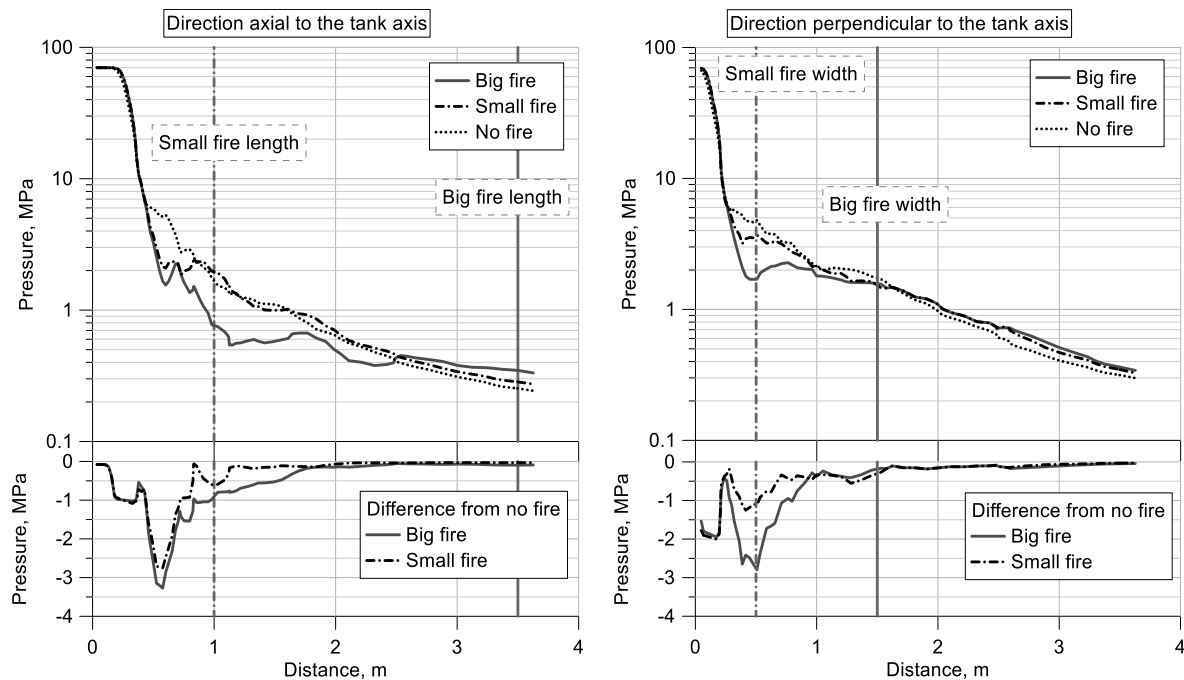 Direction axial to the tank axis
100
10
1
0.1
Pressure, MPa
Big fire
Small fire
No fire
Small fire length
Big fire length
0
-1
-2
-3
-4
Pressure, MPa
Difference from no fire
Big fire
Small fire
0
1
2
3
4
Distance, m
Direction perpendicular to the tank axis
100
10
1
0.1
Pressure, MPa
Small fire width
Big fire
Small fire
No fire
Big fire width
0
-1
-2
-3
-4
Pressure, MPa
Difference from no fire
Big fire
Small fire
0
1
2
3
4
Distance, m